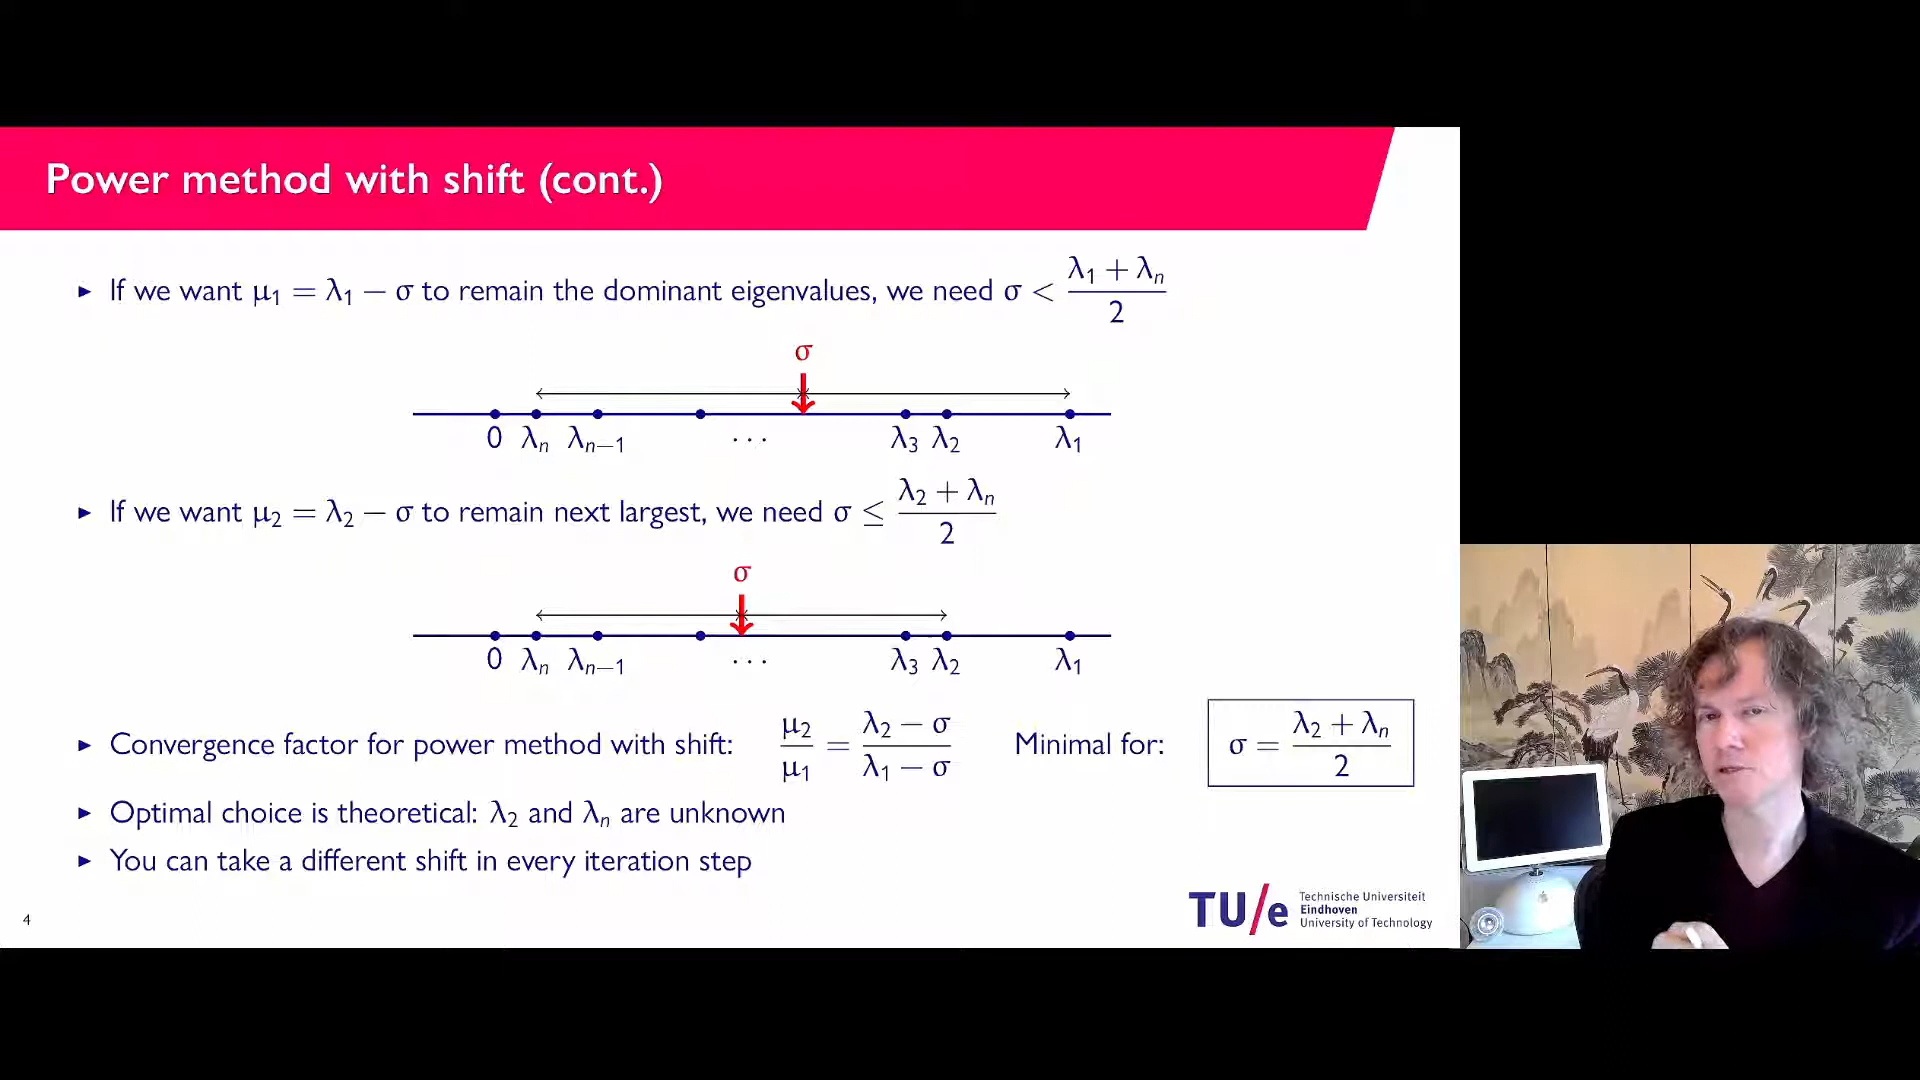 Power method with shift (cont.)
▸ If we want μ₁ = λ₁ − σ to remain the dominant eigenvalues, we need σ < (λ₁ + λₙ)/2
σ
0 λₙ λₙ₋₁ ··· λ₃ λ₂ λ₁
▸ If we want μ₂ = λ₂ − σ to remain next largest, we need σ ≤ (λ₂ + λₙ)/2
σ
0 λₙ λₙ₋₁ ··· λ₃ λ₂ λ₁
▸ Convergence factor for power method with shift: μ₂/μ₁ = (λ₂ − σ)/(λ₁ − σ) Minimal for: σ = (λ₂ + λₙ)/2
▸ Optimal choice is theoretical: λ₂ and λₙ are unknown
▸ You can take a different shift in every iteration step
4
TU/e
Technische Universiteit
Eindhoven
University of Technology